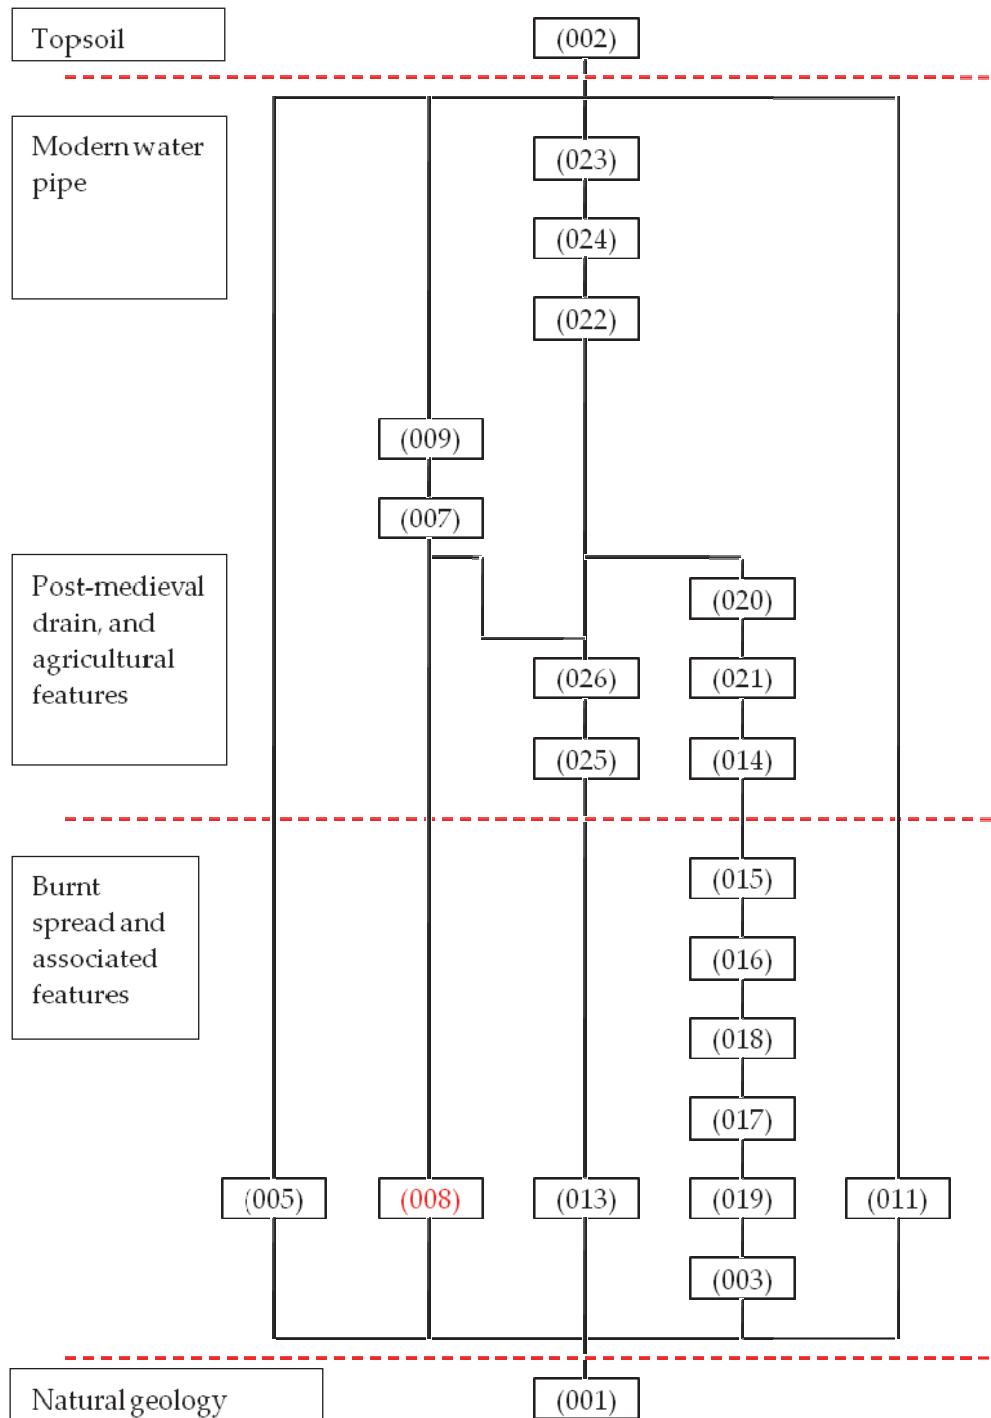 Topsoil
(002)
Modern water
pipe
(023)
(024)
(022)
(009)
(007)
Post-medieval
drain, and
agricultural
features
(020)
(026)
(021)
(025)
(014)
Burnt
spread and
associated
features
(015)
(016)
(018)
(017)
(005)
(008)
(013)
(019)
(011)
(003)
Natural geology
(001)